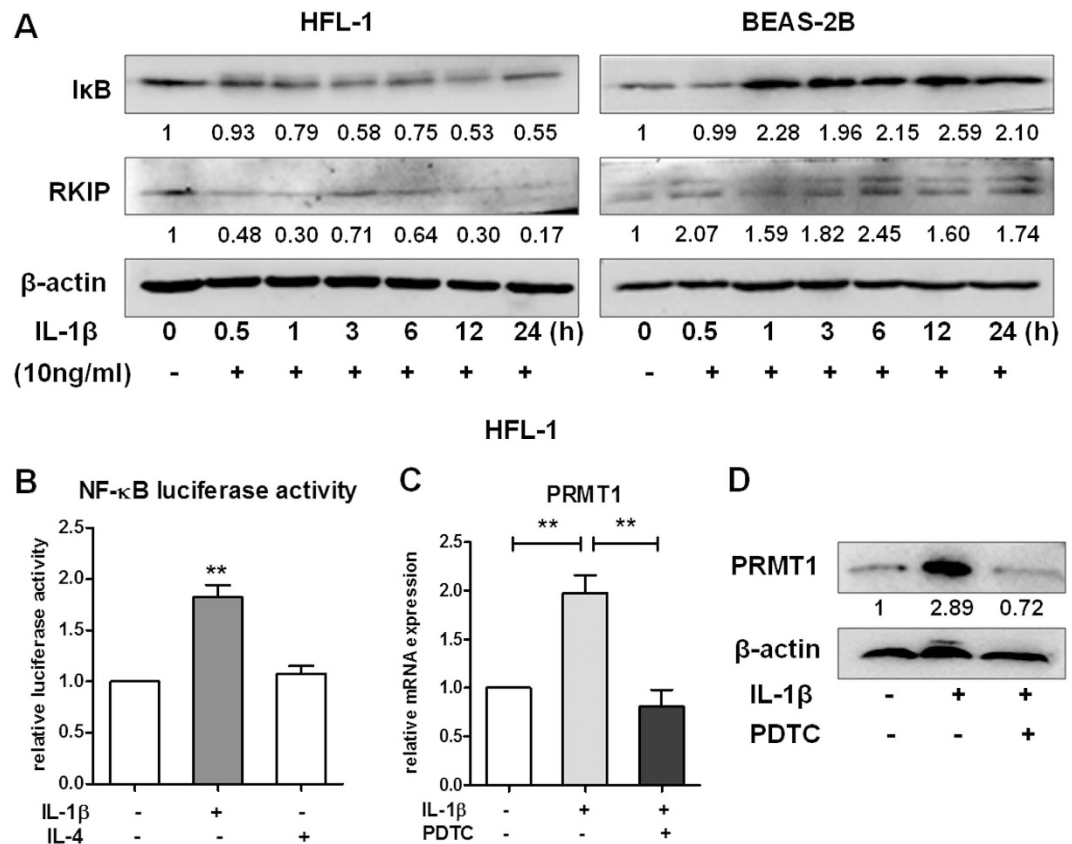 A
HFL-1
BEAS-2B
IκB
1 0.93 0.79 0.58 0.75 0.53 0.55
1 0.99 2.28 1.96 2.15 2.59 2.10
RKIP
1 0.48 0.30 0.71 0.64 0.30 0.17
1 2.07 1.59 1.82 2.45 1.60 1.74
β-actin
IL-1β 0 0.5 1 3 6 12 24 (h)
0 0.5 1 3 6 12 24 (h)
(10ng/ml) - + + + + + +
- + + + + + +
HFL-1
B
NF-κB luciferase activity
relative luciferase activity
2.5
2.0
1.5
1.0
0.5
0.0
**
IL-1β - + -
IL-4 - - +
C
PRMT1
relative mRNA expression
2.5
2.0
1.5
1.0
0.5
0.0
** **
IL-1β - + +
PDTC - - +
D
PRMT1
1 2.89 0.72
β-actin
IL-1β - + +
PDTC - - +